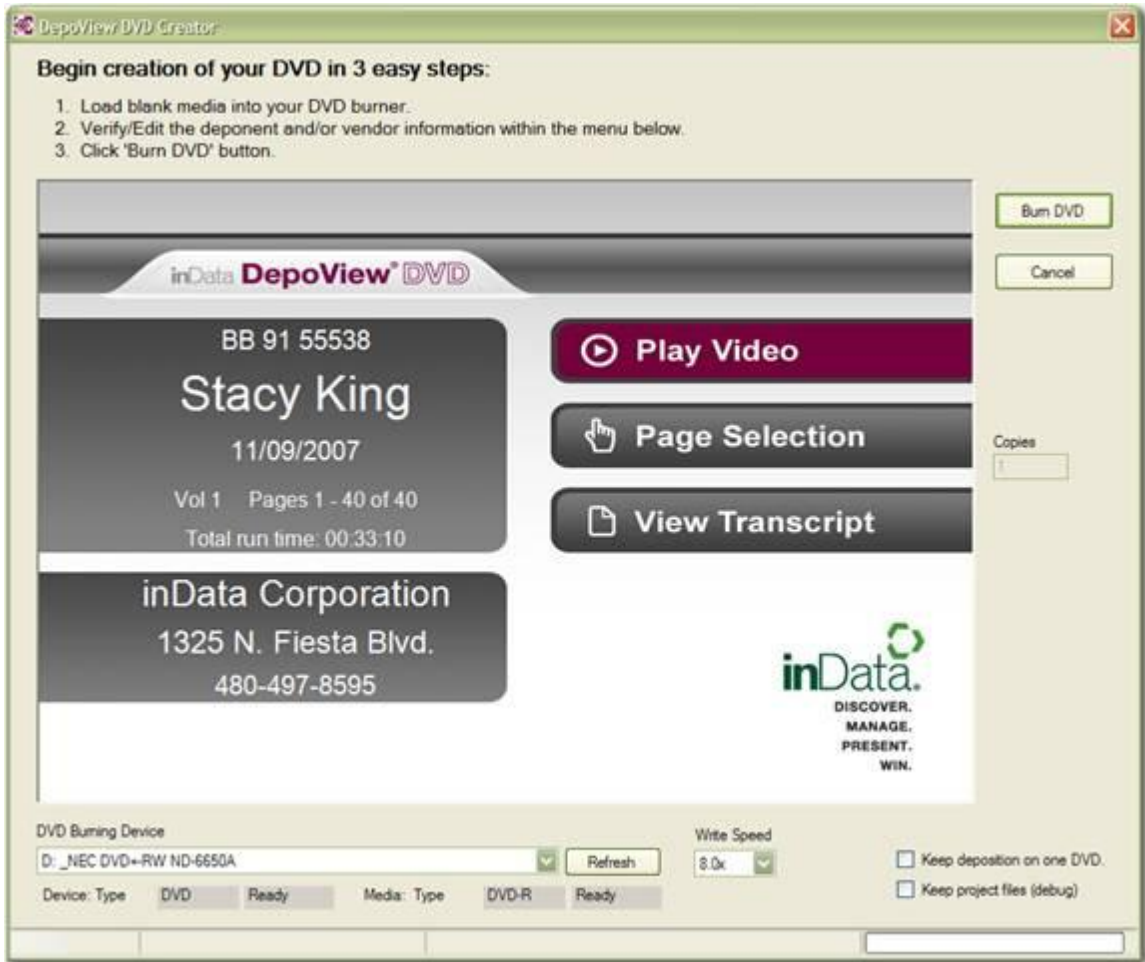 DepoView DVD Creator
Begin creation of your DVD in 3 easy steps:
1. Load blank media into your DVD burner.
2. Verify/Edit the deponent and/or vendor information within the menu below.
3. Click 'Burn DVD' button.
Burn DVD
Cancel
inData DepoView® DVD
BB 91 55538
Stacy King
11/09/2007
Vol 1 Pages 1 - 40 of 40
Total run time: 00:33:10
Play Video
Page Selection
View Transcript
Copies
1
inData Corporation
1325 N. Fiesta Blvd.
480-497-8595
inData.
DISCOVER.
MANAGE.
PRESENT.
WIN.
DVD Burning Device
D: _NEC DVD+-RW ND-6650A
Refresh
Write Speed
8.0x
Keep depostion on one DVD.
Keep project files (debug)
Device: Type DVD Ready Media: Type DVD-R Ready